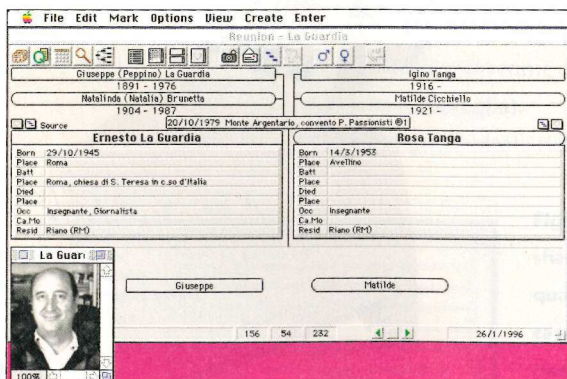 File Edit Mark Options View Create Enter
Reunion - La Guardia
Giuseppe (Peppino) La Guardia
1891 - 1976
Natalinda (Natalia) Brunetta
1904 - 1987
Igino Tanga
1916 -
Matilde Cicchiello
1921 -
Source
20/10/1979 Monte Argentario, convento P. Passionisti ®1
Ernesto La Guardia
Born 29/10/1945
Place Roma
Batt
Place Roma, chiesa di S. Teresa in c.so d'Italia
Died
Place
Occ Insegnante, Giornalista
Ca.Mo
Resid Riano (RM)
Rosa Tanga
Born 14/3/1953
Place Avellino
Batt
Place
Died
Place
Occ Insegnante
Ca.Mo
Resid Riano (RM)
La Guar
Giuseppe
Matilde
156 54 232
26/1/1996
100%